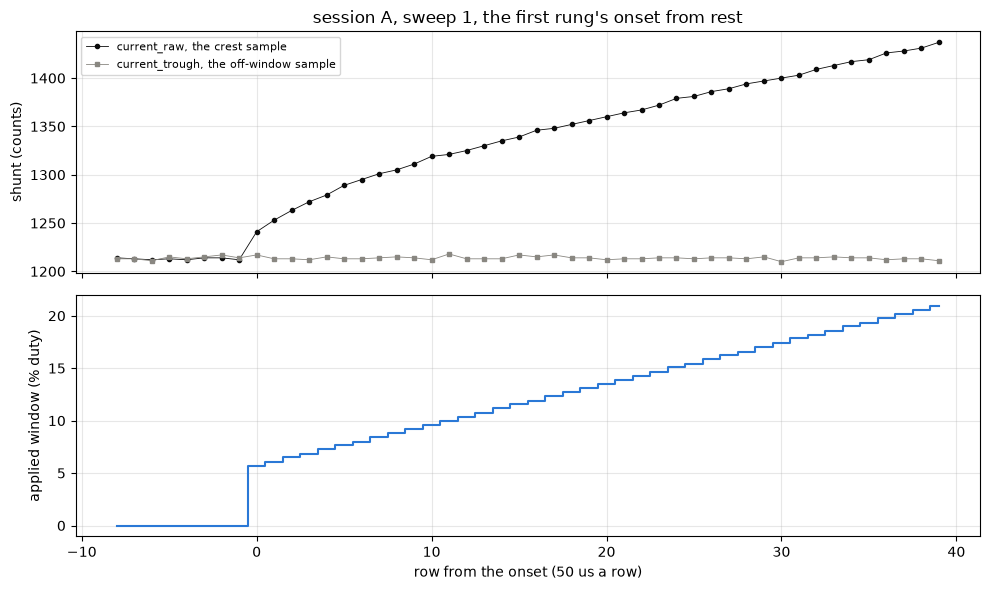 session A, sweep 1, the first rung's onset from rest
current_raw, the crest sample
current_trough, the off-window sample
shunt (counts)
1400
1350
1300
1250
1200
applied window (% duty)
20
15
10
5
0
−10
0
10
20
30
40
row from the onset (50 us a row)